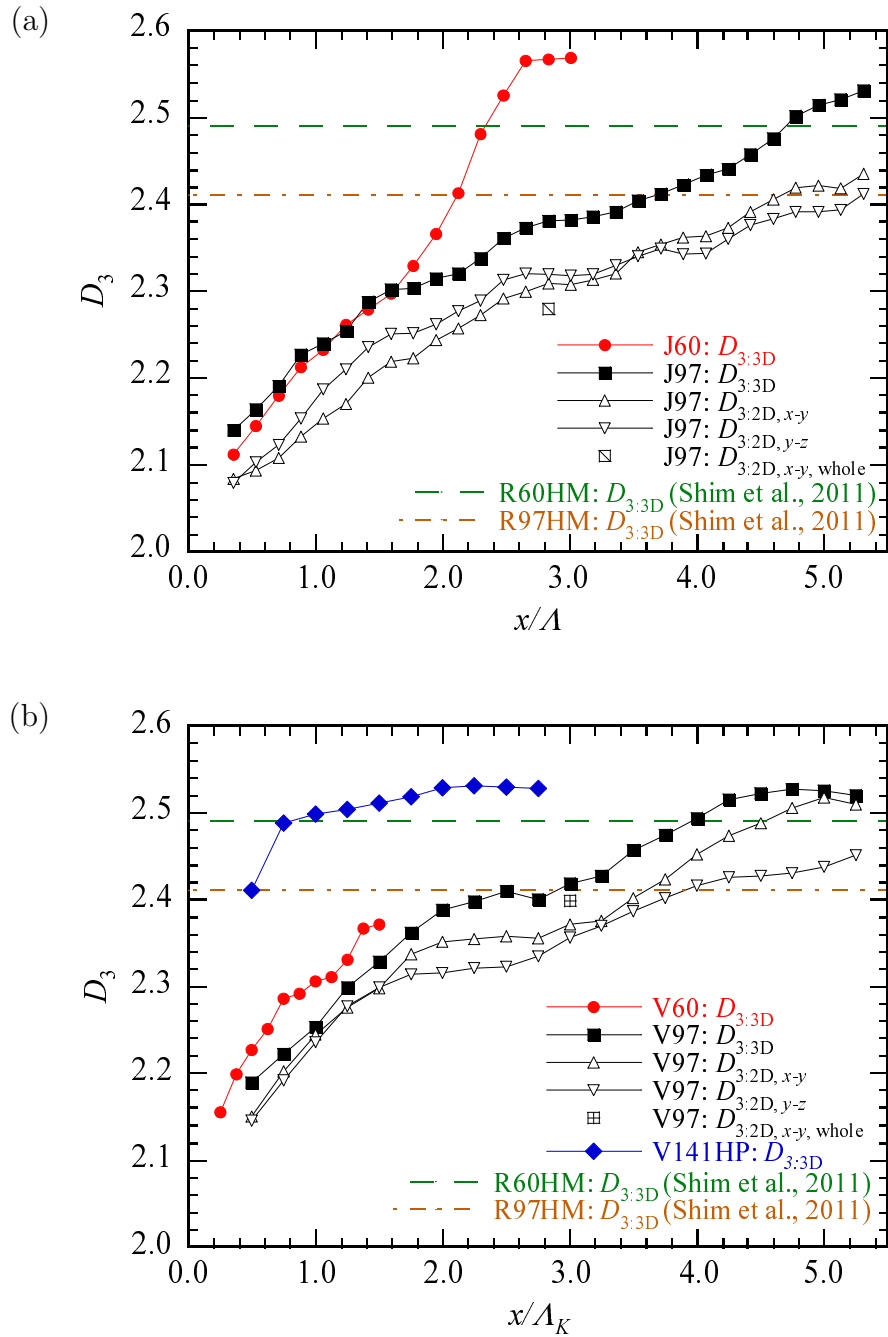 (a)
2.6
2.5
2.4
2.3
2.2
2.1
2.0
D3
J60: D3:3D
J97: D3:3D
J97: D3:2D, x-y
J97: D3:2D, y-z
J97: D3:2D, x-y, whole
R60HM: D3:3D (Shim et al., 2011)
R97HM: D3:3D (Shim et al., 2011)
0.0 1.0 2.0 3.0 4.0 5.0
x/Λ
(b)
2.6
2.5
2.4
2.3
2.2
2.1
2.0
D3
V60: D3:3D
V97: D3:3D
V97: D3:2D, x-y
V97: D3:2D, y-z
V97: D3:2D, x-y, whole
V141HP: D3:3D
R60HM: D3:3D (Shim et al., 2011)
R97HM: D3:3D (Shim et al., 2011)
0.0 1.0 2.0 3.0 4.0 5.0
x/ΛK